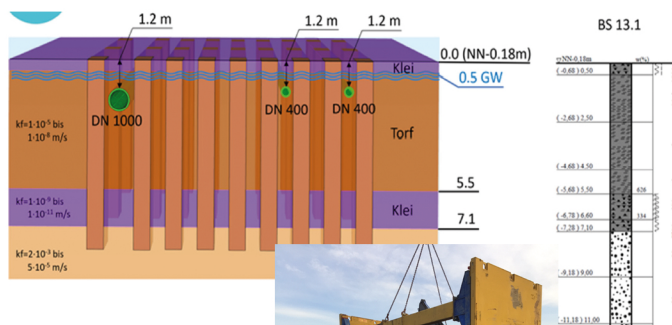 1.2 m
1.2 m
1.2 m
0.0 (NN-0.18m)
Klei
0.5 GW
DN 1000
DN 400
DN 400
kf=1·10⁻⁵ bis
1·10⁻⁸ m/s
Torf
5.5
kf=1·10⁻⁹ bis
1·10⁻¹¹ m/s
Klei
7.1
kf=2·10⁻³ bis
5·10⁻⁵ m/s
BS 13.1
▽NN-0,18m
w(%)
(-0,68) 0,50
(-2,68) 2,50
(-4,68) 4,50
(-5,68) 5,50
626
(-6,78) 6,60
334
(-7,28) 7,10
(-9,18) 9,00
(-11,18) 11.00